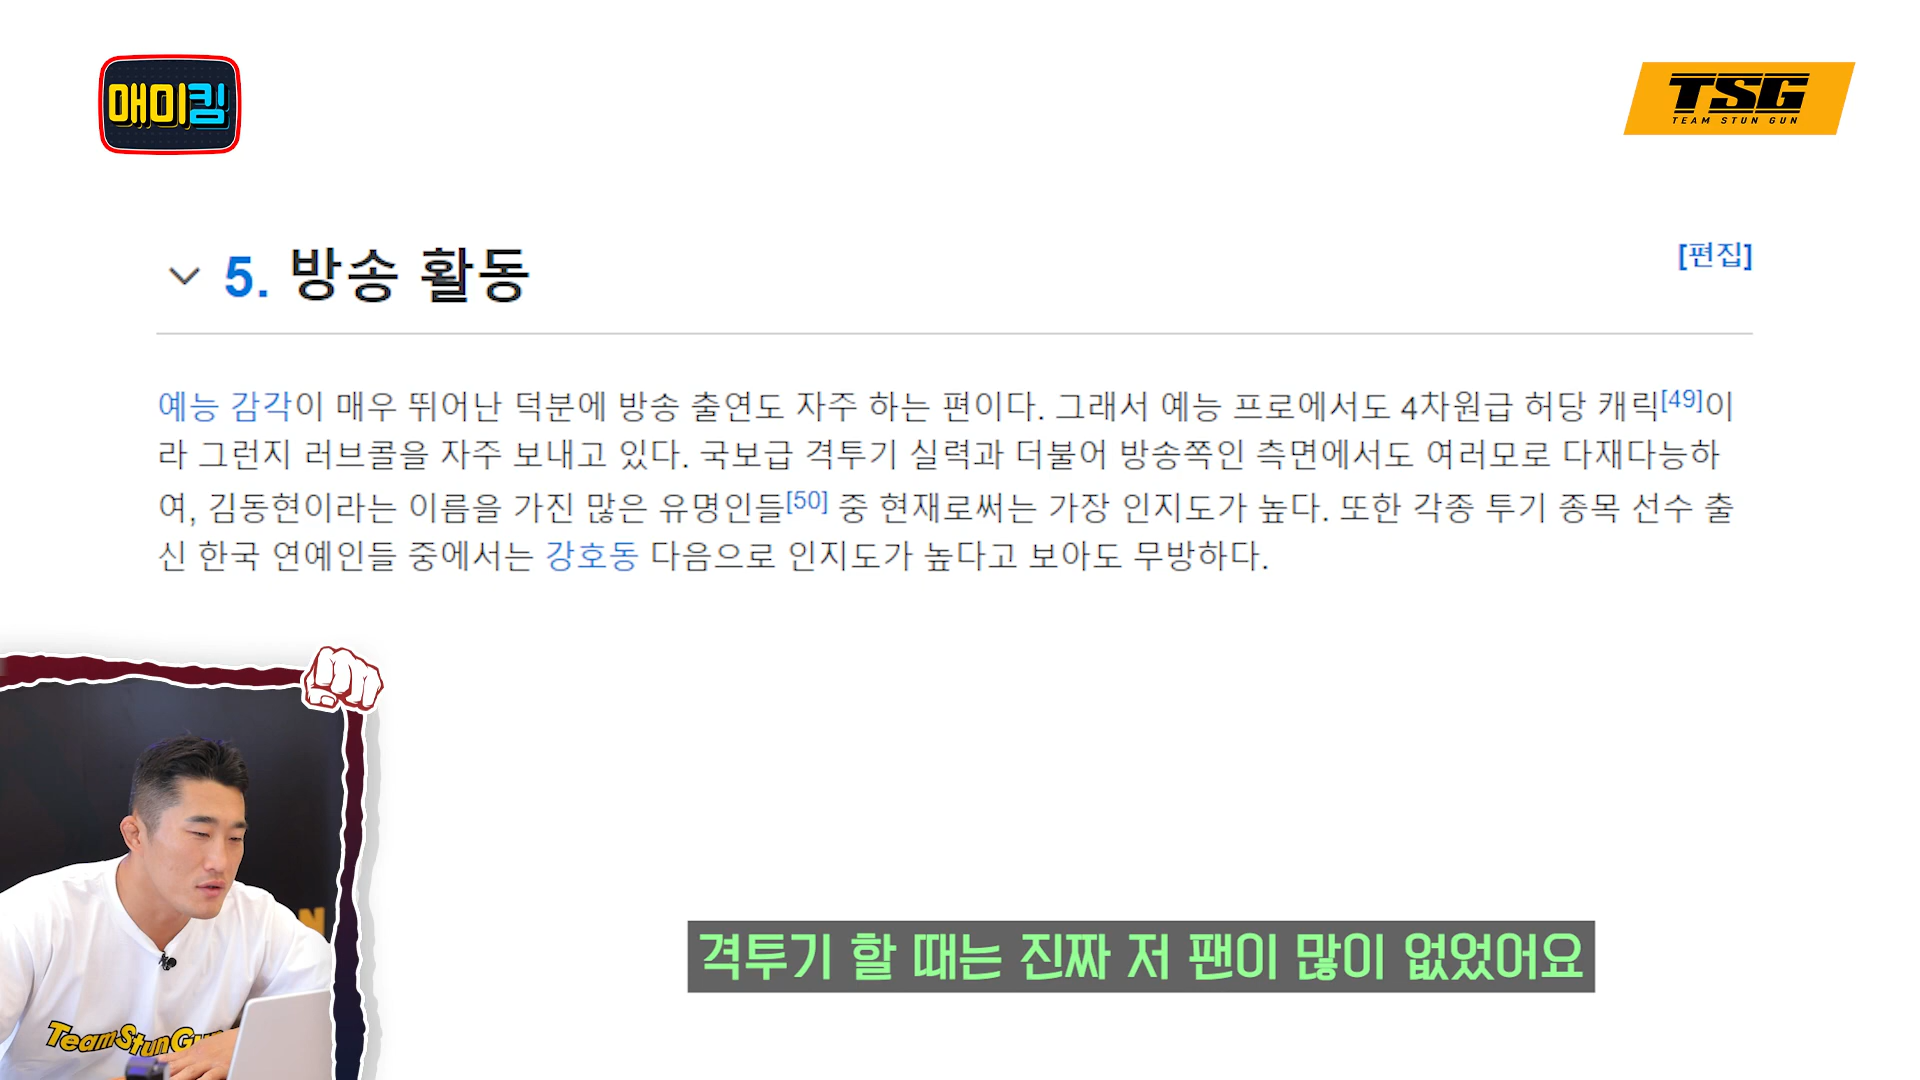 매미킴
TSG
TEAM STUN GUN
5. 방송 활동
[편집]
예능 감각이 매우 뛰어난 덕분에 방송 출연도 자주 하는 편이다. 그래서 예능 프로에서도 4차원급 허당 캐릭[49]이
라 그런지 러브콜을 자주 보내고 있다. 국보급 격투기 실력과 더불어 방송쪽인 측면에서도 여러모로 다재다능하
여, 김동현이라는 이름을 가진 많은 유명인들[50] 중 현재로써는 가장 인지도가 높다. 또한 각종 투기 종목 선수 출
신 한국 연예인들 중에서는 강호동 다음으로 인지도가 높다고 보아도 무방하다.
N
격투기 할 때는 진짜 저 팬이 많이 없었어요
Team Stun Gu